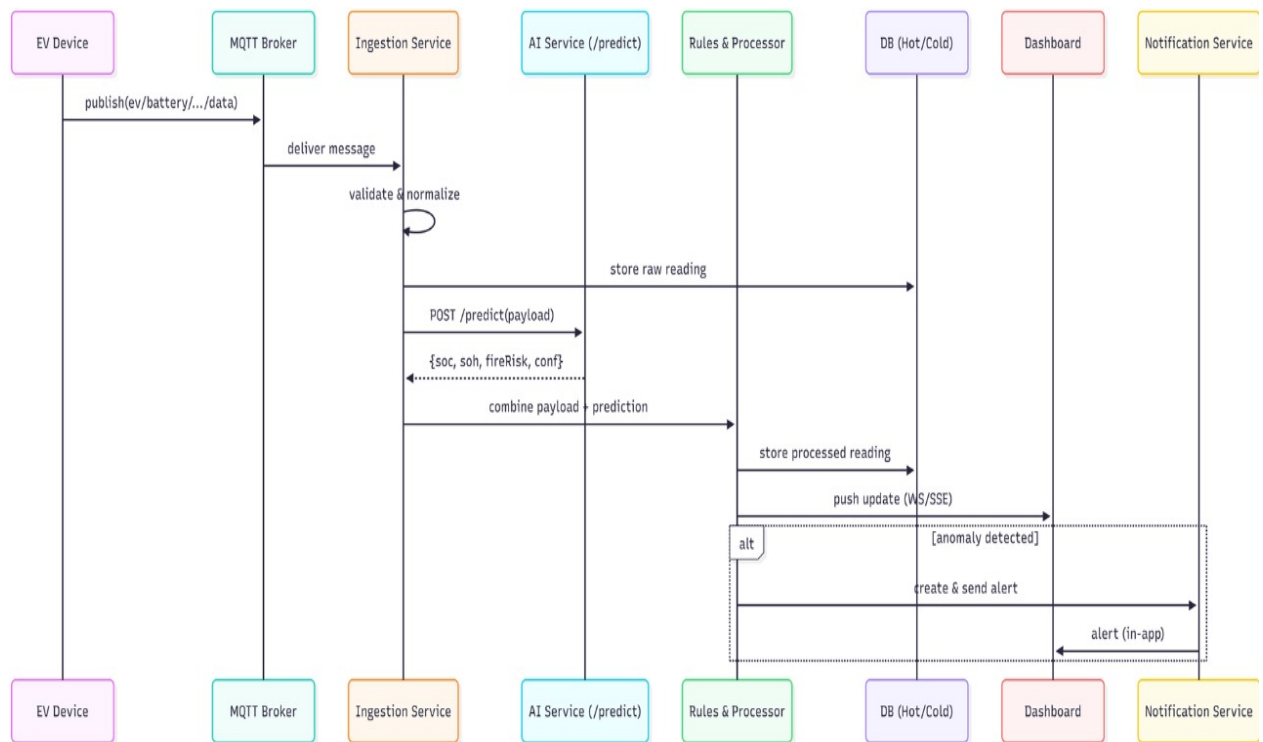 EV Device
MQTT Broker
Ingestion Service
AI Service (/predict)
Rules & Processor
DB (Hot/Cold)
Dashboard
Notification Service
publish(ev/battery/.../data)
deliver message
validate & normalize
store raw reading
POST /predict(payload)
{soc, soh, fireRisk, conf}
combine payload + prediction
store processed reading
push update (WS/SSE)
alt
[anomaly detected]
create & send alert
alert (in-app)
EV Device
MQTT Broker
Ingestion Service
AI Service (/predict)
Rules & Processor
DB (Hot/Cold)
Dashboard
Notification Service